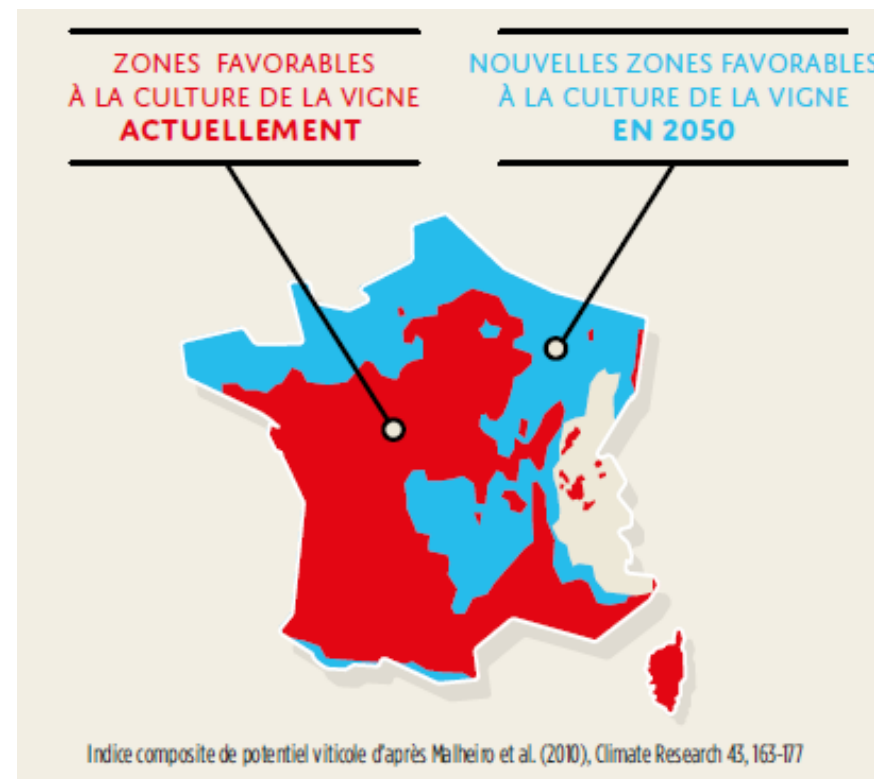 ZONES FAVORABLES
À LA CULTURE DE LA VIGNE
ACTUELLEMENT
NOUVELLES ZONES FAVORABLES
À LA CULTURE DE LA VIGNE
EN 2050
Indice composite de potentiel viticole d'après Malheiro et al. (2010), Climate Research 43, 163-177